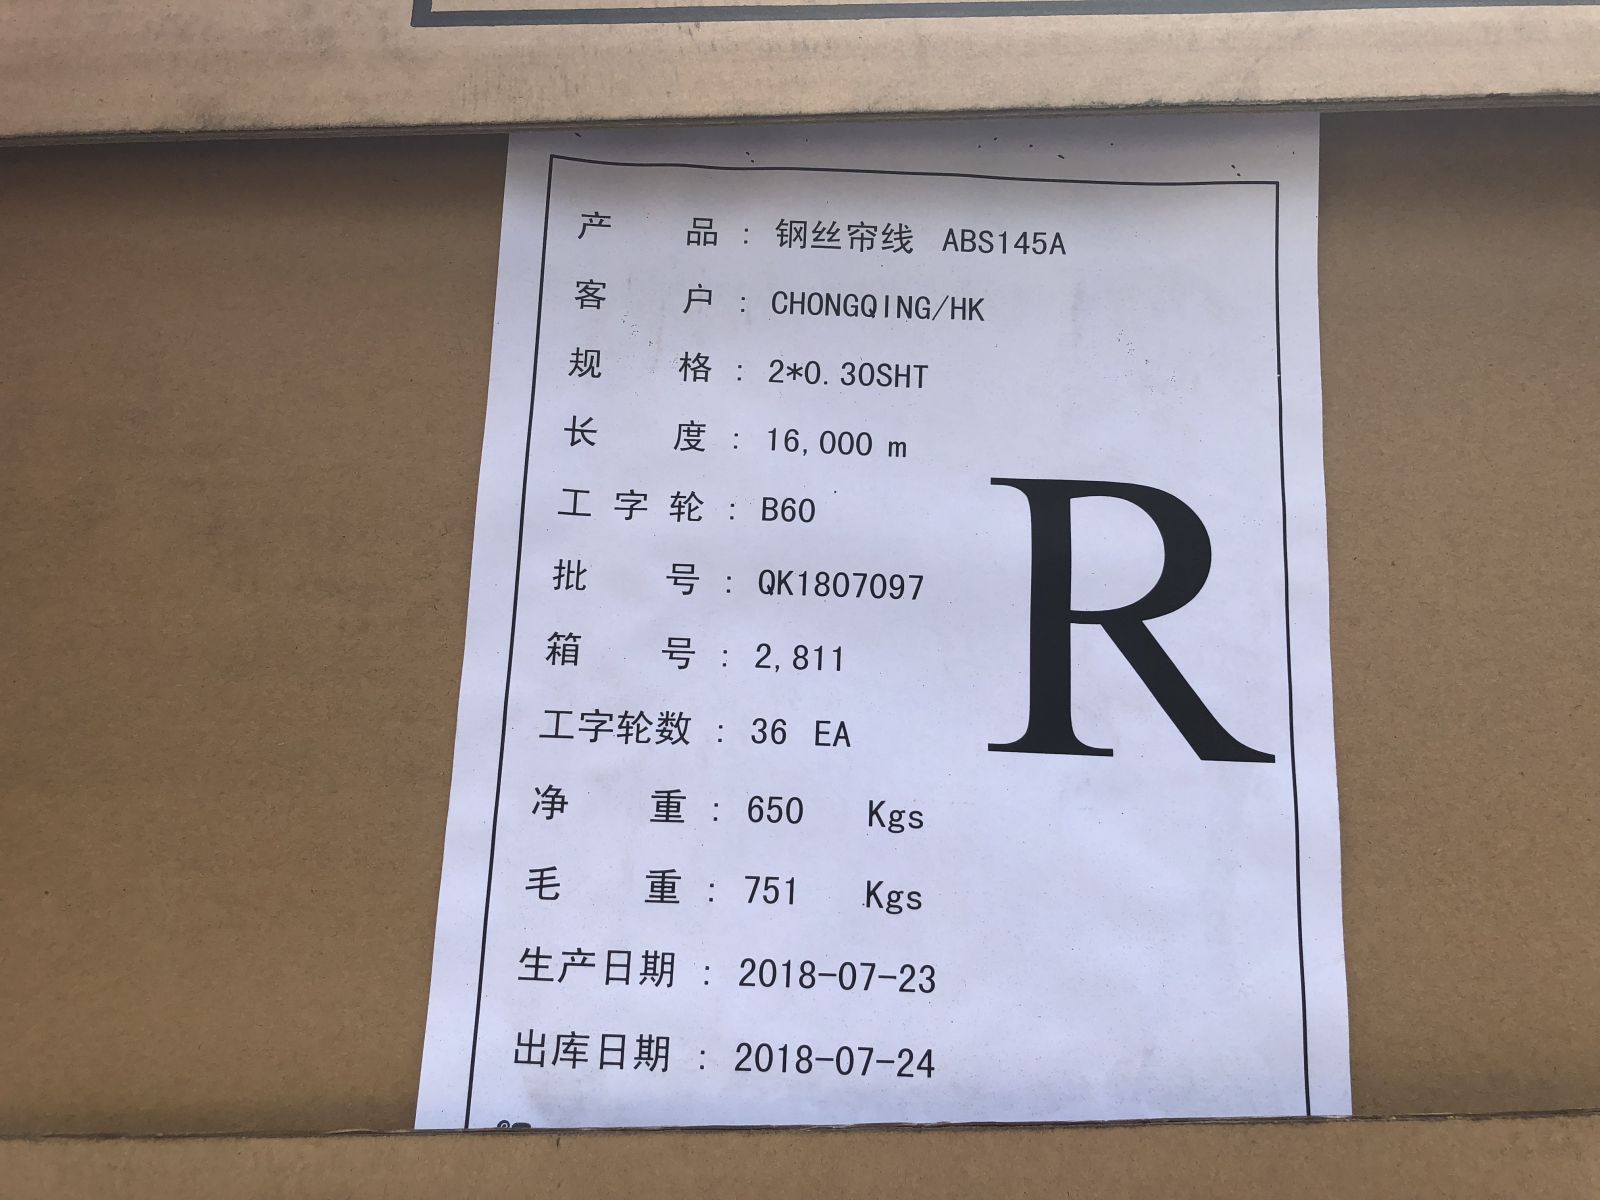 产 品 : 钢丝帘线 ABS145A
客 户 : CHONGQING/HK
规 格 : 2*0.30SHT
长 度 : 16,000 m
工 字 轮 : B60
批 号 : QK1807097
箱 号 : 2,811
工字轮数 : 36 EA
净 重 : 650 Kgs
毛 重 : 751 Kgs
生产日期 : 2018-07-23
出库日期 : 2018-07-24
R